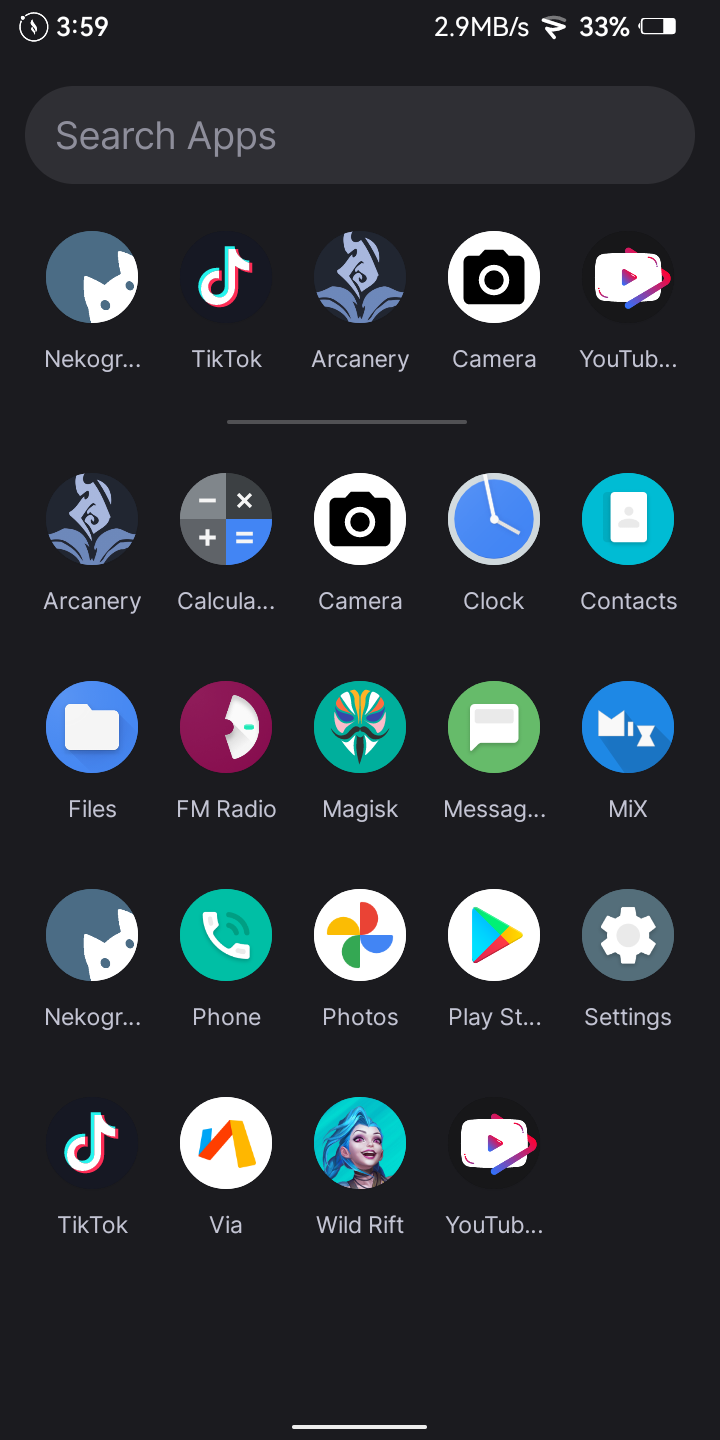 3:59 2.9MB/s 33%
Search Apps
Nekogr... TikTok Arcanery Camera YouTub...
Arcanery Calcula... Camera Clock Contacts
Files FM Radio Magisk Messag... MiX
Nekogr... Phone Photos Play St... Settings
TikTok Via Wild Rift YouTub...